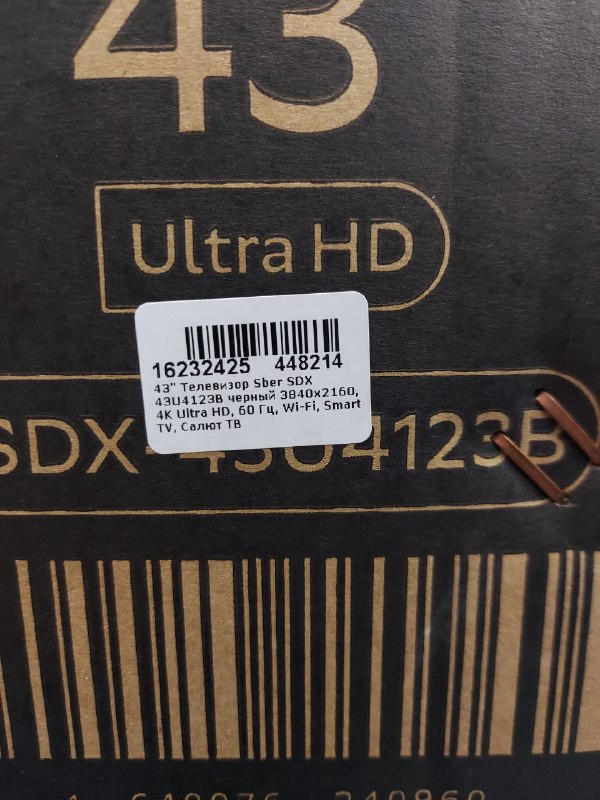 43
Ultra HD
16232425 448214
43" Телевизор Sber SDX
43U4123B черный 3840x2160,
4K Ultra HD, 60 Гц, Wi-Fi, Smart
TV, Салют ТВ
SDX-43U4123B